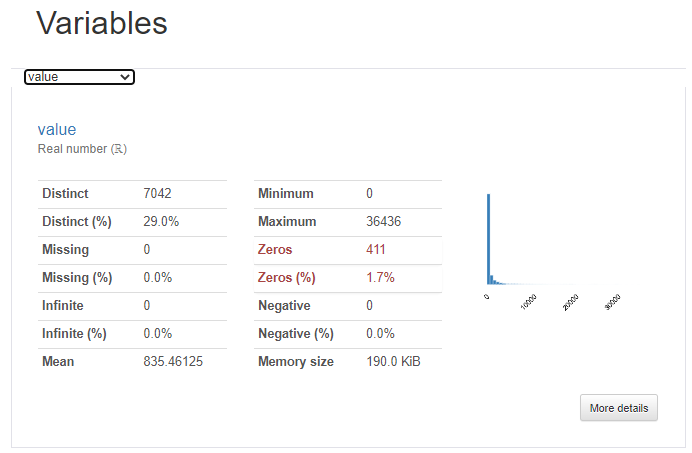 Variables
value
value
Real number (ℝ)
Distinct 7042
Distinct (%) 29.0%
Missing 0
Missing (%) 0.0%
Infinite 0
Infinite (%) 0.0%
Mean 835.46125
Minimum 0
Maximum 36436
Zeros 411
Zeros (%) 1.7%
Negative 0
Negative (%) 0.0%
Memory size 190.0 KiB
0 10000 20000 30000
More details